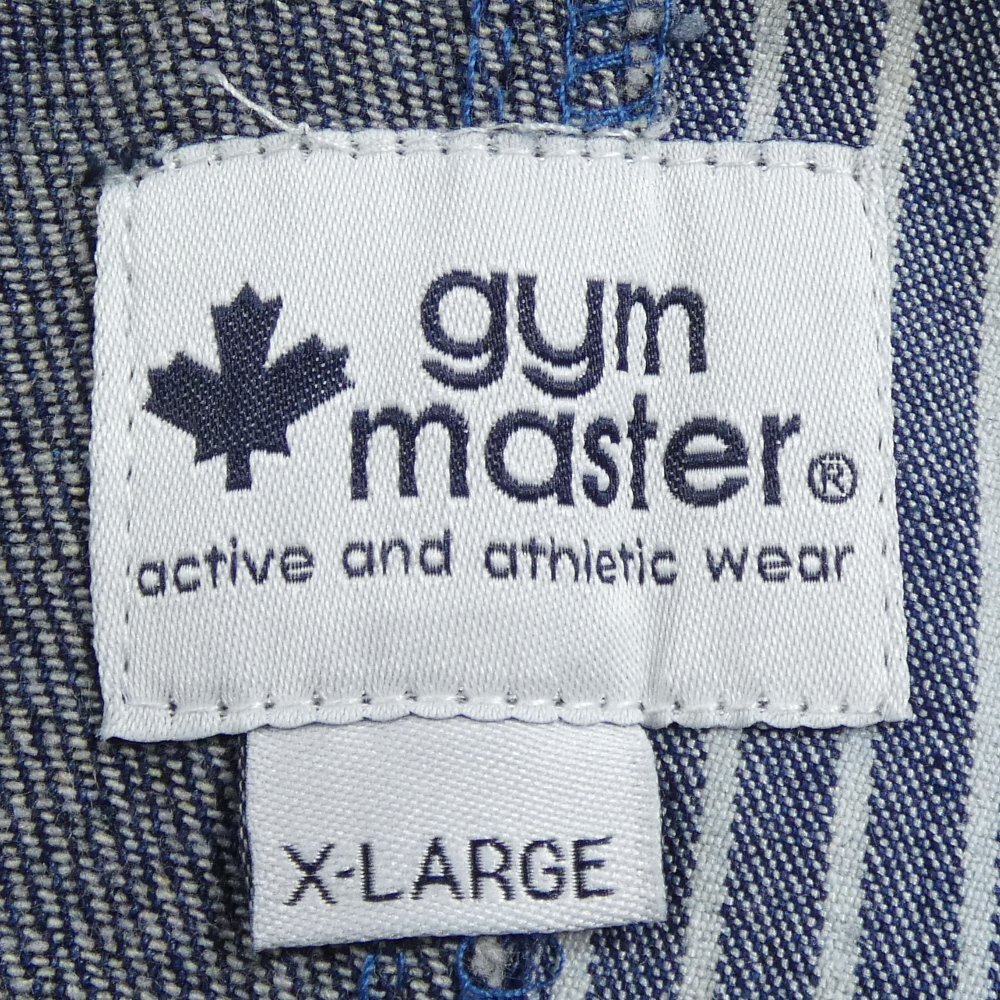 gym
master®
active and athletic wear
X-LARGE